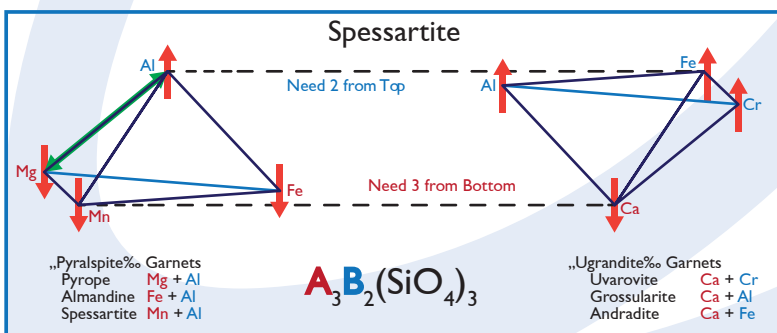 Spessartite
Al
Need 2 from Top
Al
Fe
Cr
Mg
Mn
Fe
Need 3 from Bottom
Ca
„Pyralspite‰ Garnets
Pyrope Mg + Al
Almandine Fe + Al
Spessartite Mn + Al
A₃B₂(SiO₄)₃
„Ugrandite‰ Garnets
Uvarovite Ca + Cr
Grossularite Ca + Al
Andradite Ca + Fe